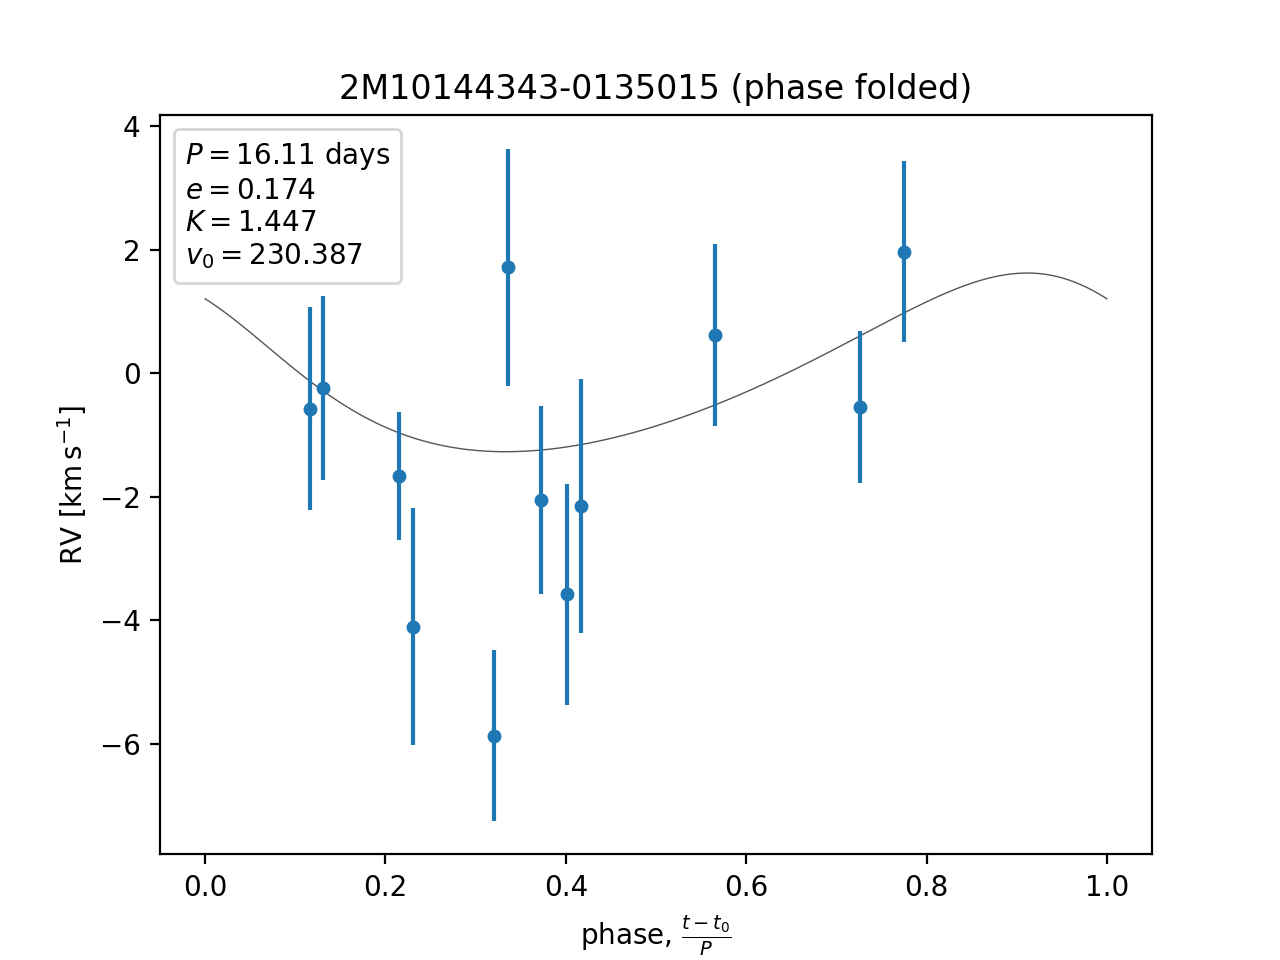 2M10144343-0135015 (phase folded)
P = 16.11 days
e = 0.174
K = 1.447
v₀ = 230.387
4
2
0
−2
−4
−6
RV [km s⁻¹]
0.0 0.2 0.4 0.6 0.8 1.0
phase, (t − t₀)/P